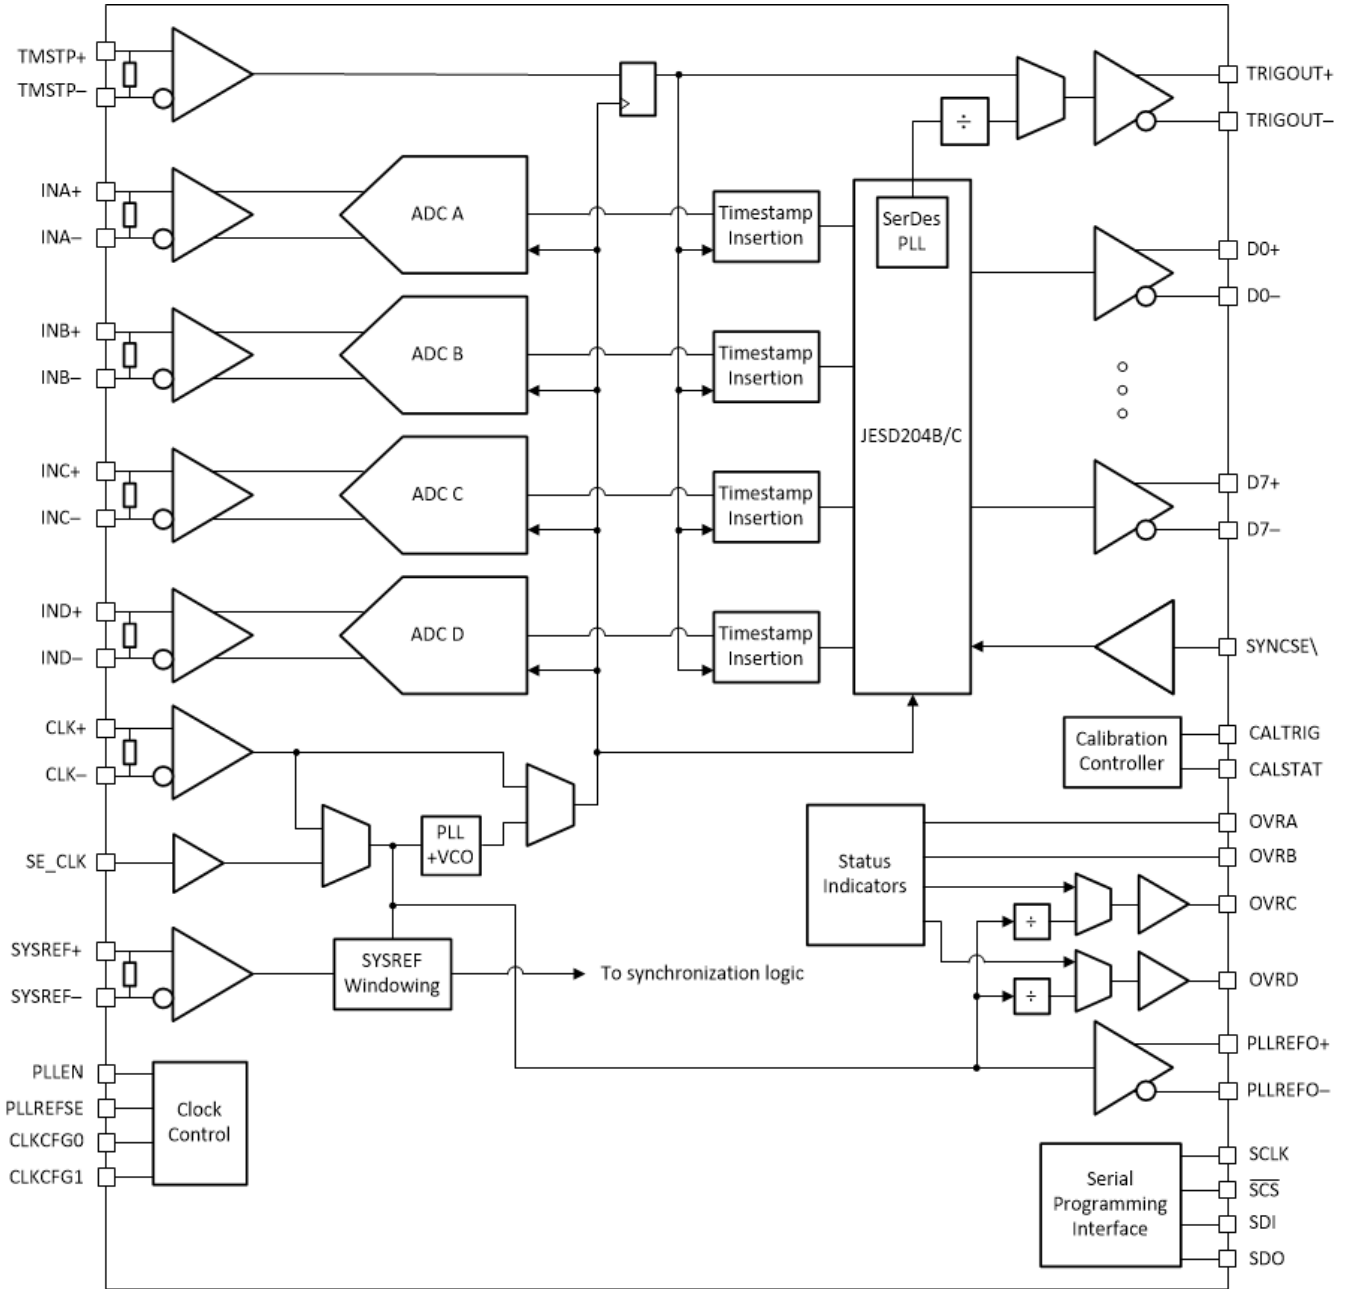 TMSTP+
TMSTP–
TRIGOUT+
TRIGOUT–
÷
INA+
INA–
ADC A
Timestamp
Insertion
SerDes
PLL
D0+
D0–
INB+
INB–
ADC B
Timestamp
Insertion
JESD204B/C
INC+
INC–
ADC C
Timestamp
Insertion
D7+
D7–
IND+
IND–
ADC D
Timestamp
Insertion
SYNCSE\
CLK+
CLK–
Calibration
Controller
CALTRIG
CALSTAT
SE_CLK
PLL
+VCO
Status
Indicators
OVRA
OVRB
OVRC
OVRD
÷
÷
SYSREF+
SYSREF–
SYSREF
Windowing
To synchronization logic
PLLREFO+
PLLREFO–
PLLEN
PLLREFSE
CLKCFG0
CLKCFG1
Clock
Control
Serial
Programming
Interface
SCLK
S̅C̅S̅
SDI
SDO